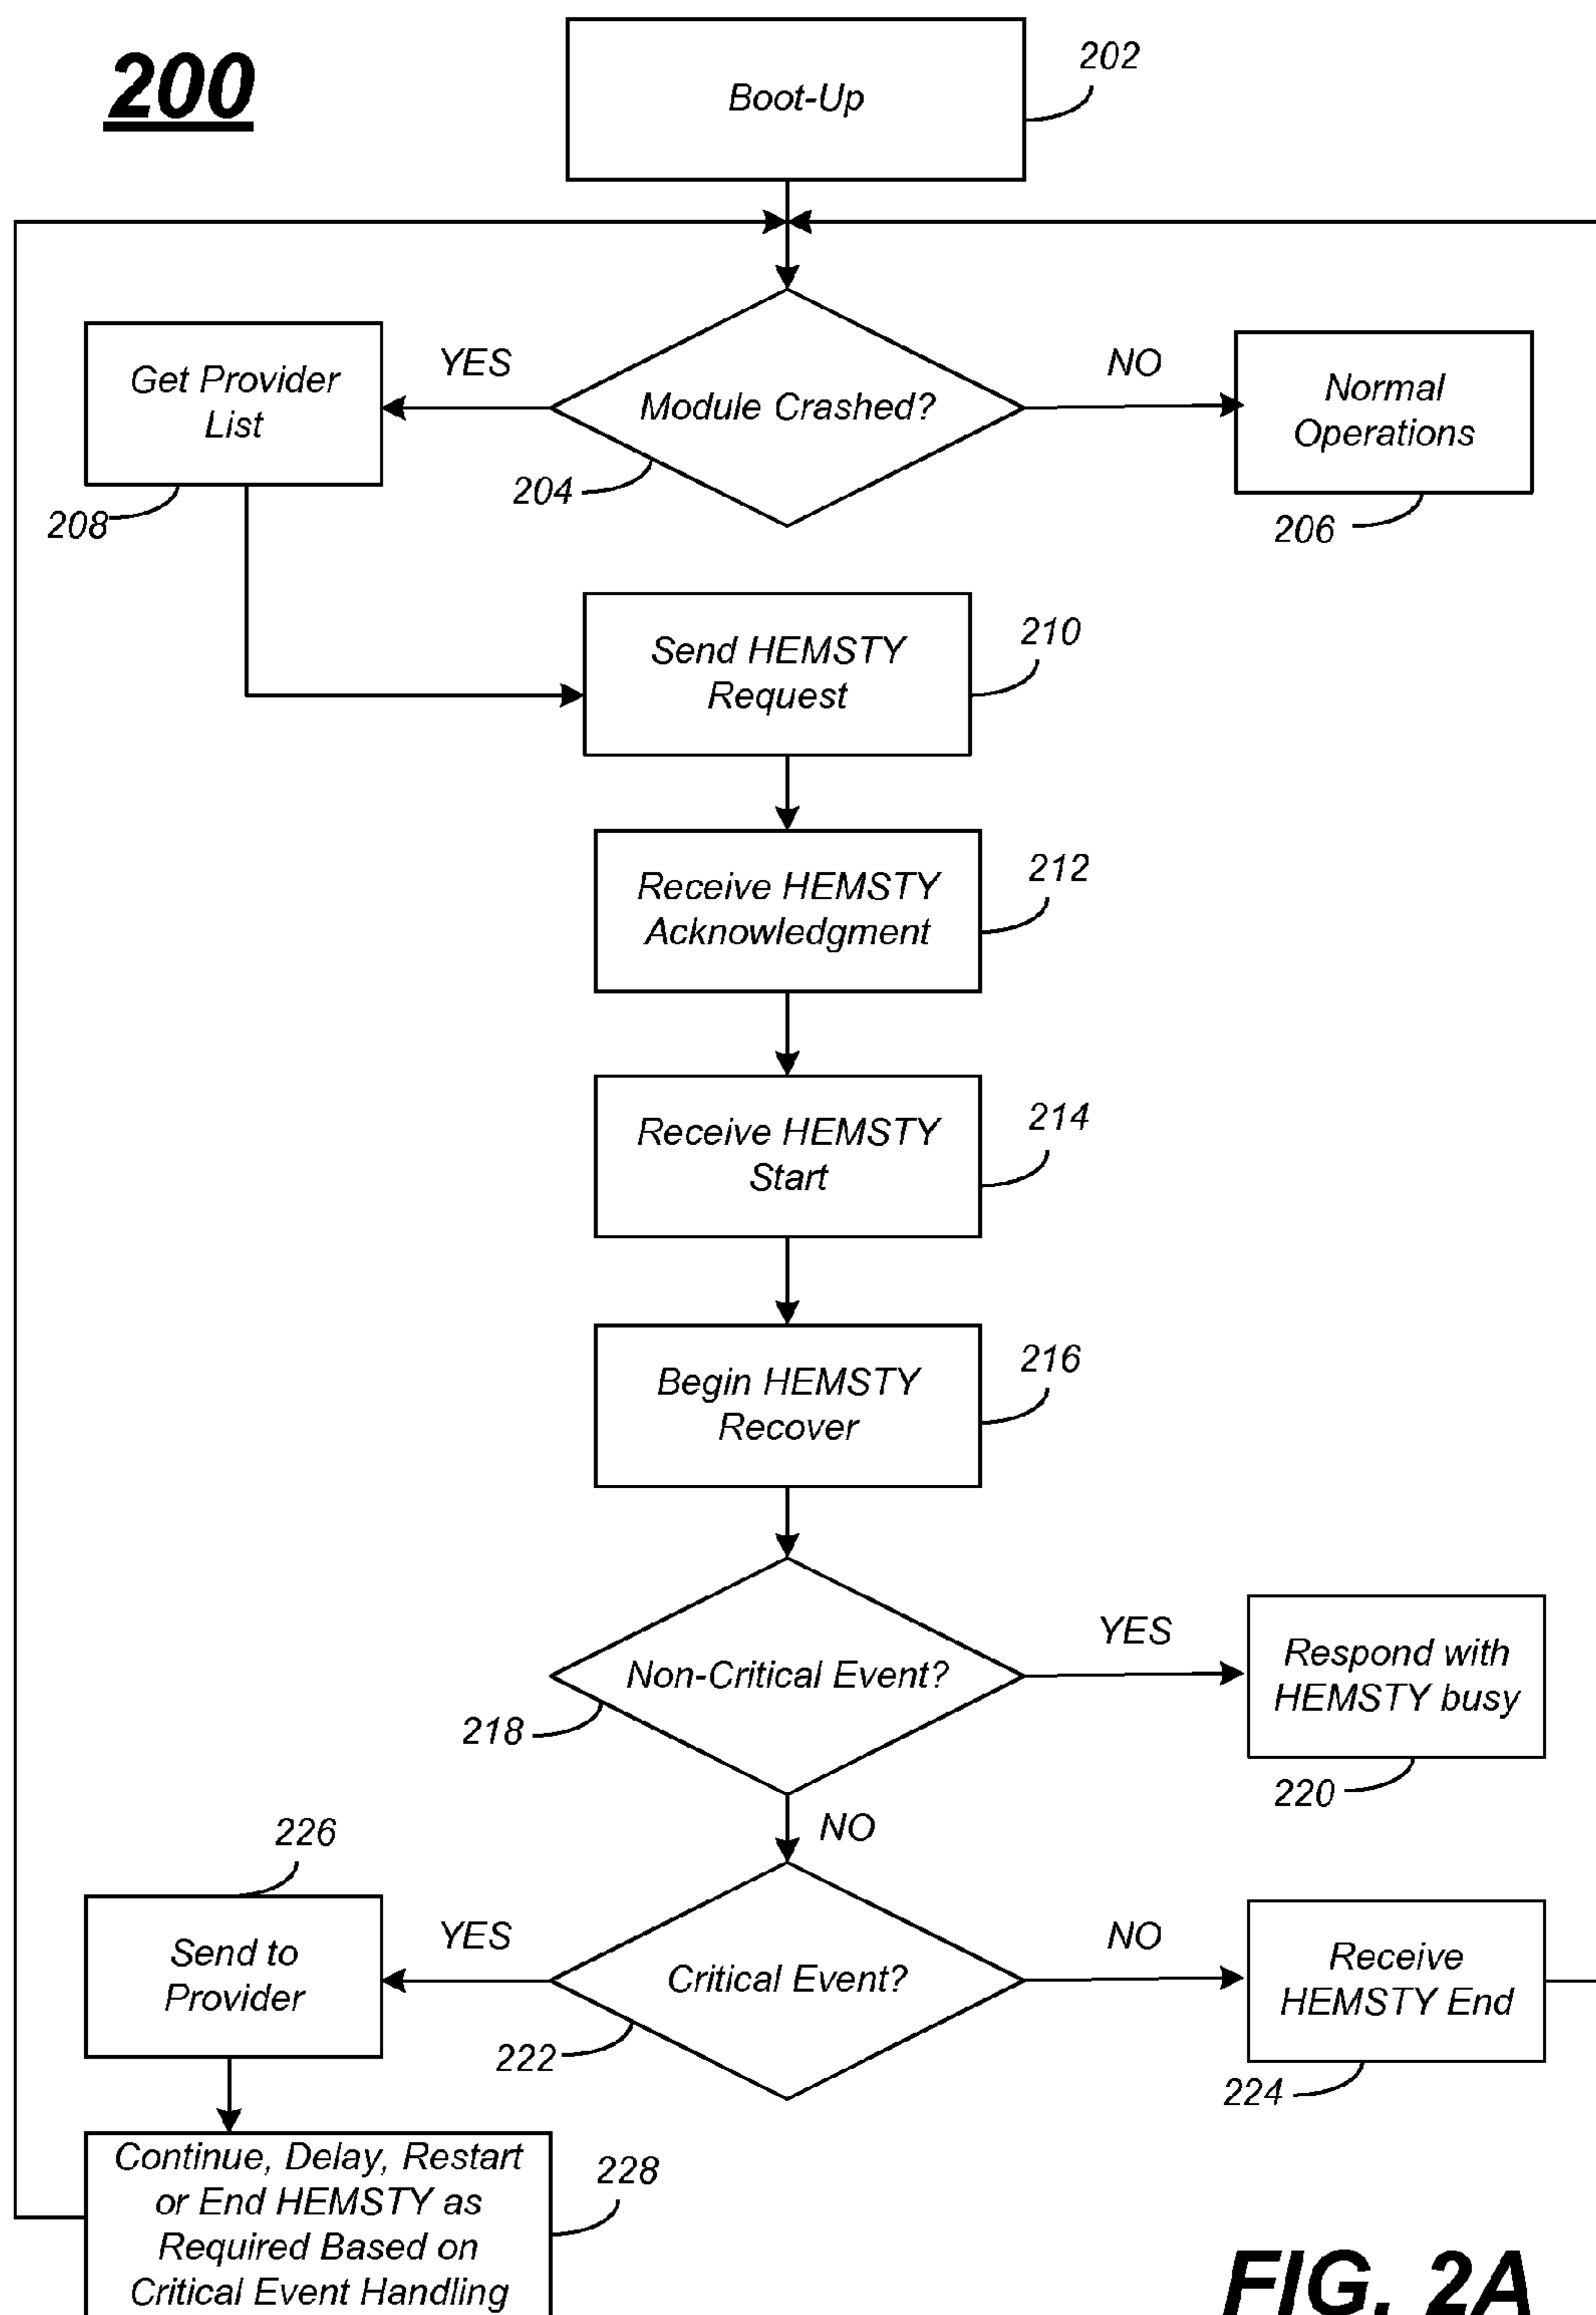 200
Boot-Up
202
Get Provider
List
208
YES
Module Crashed?
204
NO
Normal
Operations
206
Send HEMSTY
Request
210
Receive HEMSTY
Acknowledgment
212
Receive HEMSTY
Start
214
Begin HEMSTY
Recover
216
Non-Critical Event?
218
YES
Respond with
HEMSTY busy
220
NO
226
Send to
Provider
YES
Critical Event?
222
NO
Receive
HEMSTY End
224
Continue, Delay, Restart
or End HEMSTY as
Required Based on
Critical Event Handling
228
FIG. 2A